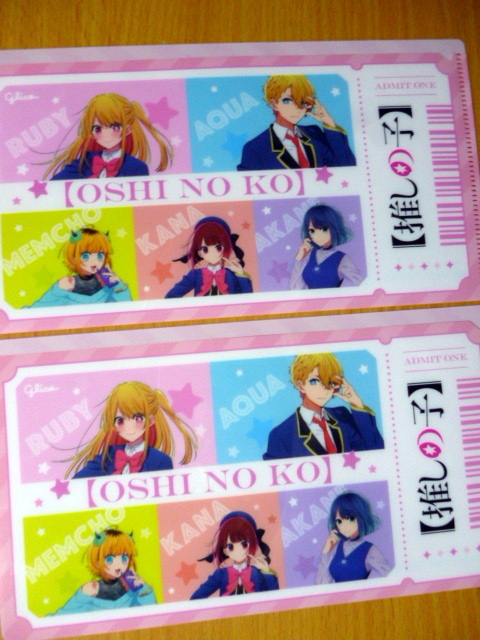 Glico
RUBY
AQUA
【OSHI NO KO】
MEMCHO
KANA
AKANE
ADMIT ONE
【推しの子】
Glico
RUBY
AQUA
【OSHI NO KO】
MEMCHO
KANA
AKANE
ADMIT ONE
【推しの子】